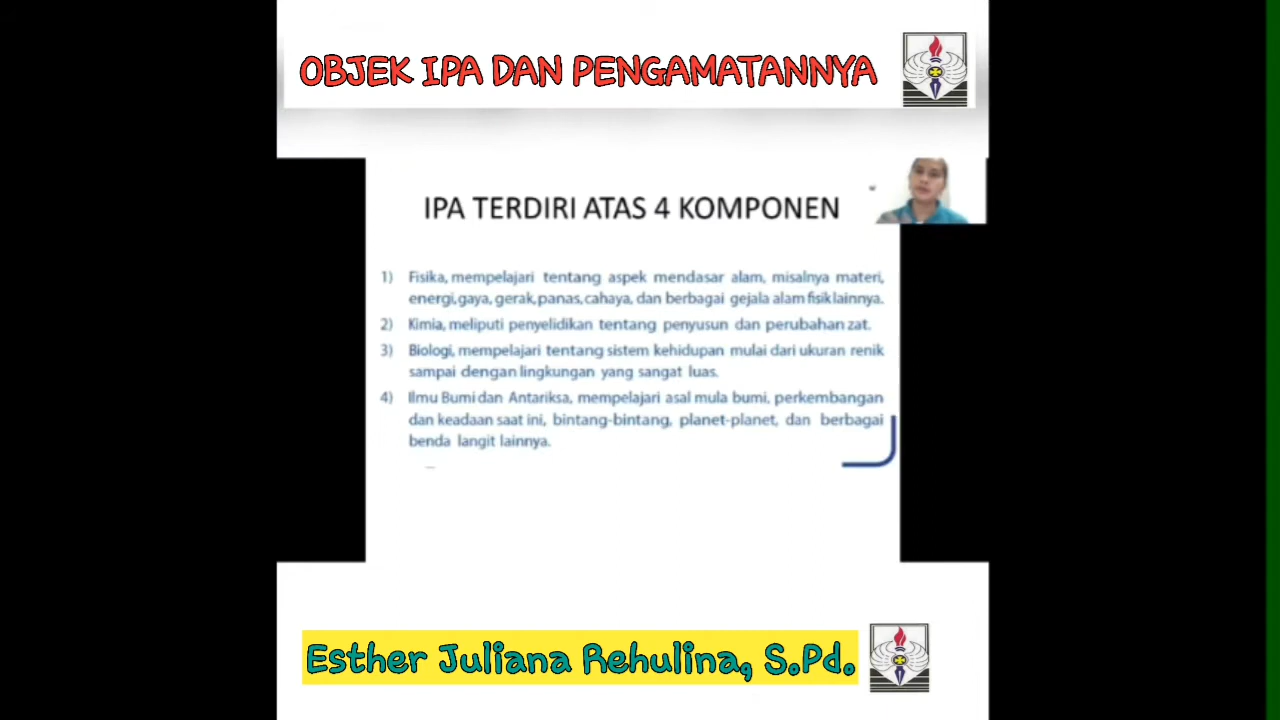 OBJEK IPA DAN PENGAMATANNYA
IPA TERDIRI ATAS 4 KOMPONEN
1) Fisika, mempelajari tentang aspek mendasar alam, misalnya materi,
energi, gaya, gerak, panas, cahaya, dan berbagai gejala alam fisik lainnya.
2) Kimia, meliputi penyelidikan tentang penyusun dan perubahan zat.
3) Biologi, mempelajari tentang sistem kehidupan mulai dari ukuran renik
sampai dengan lingkungan yang sangat luas.
4) Ilmu Bumi dan Antariksa, mempelajari asal mula bumi, perkembangan
dan keadaan saat ini, bintang-bintang, planet-planet, dan berbagai
benda langit lainnya.
Esther Juliana Rehulina, S.Pd.